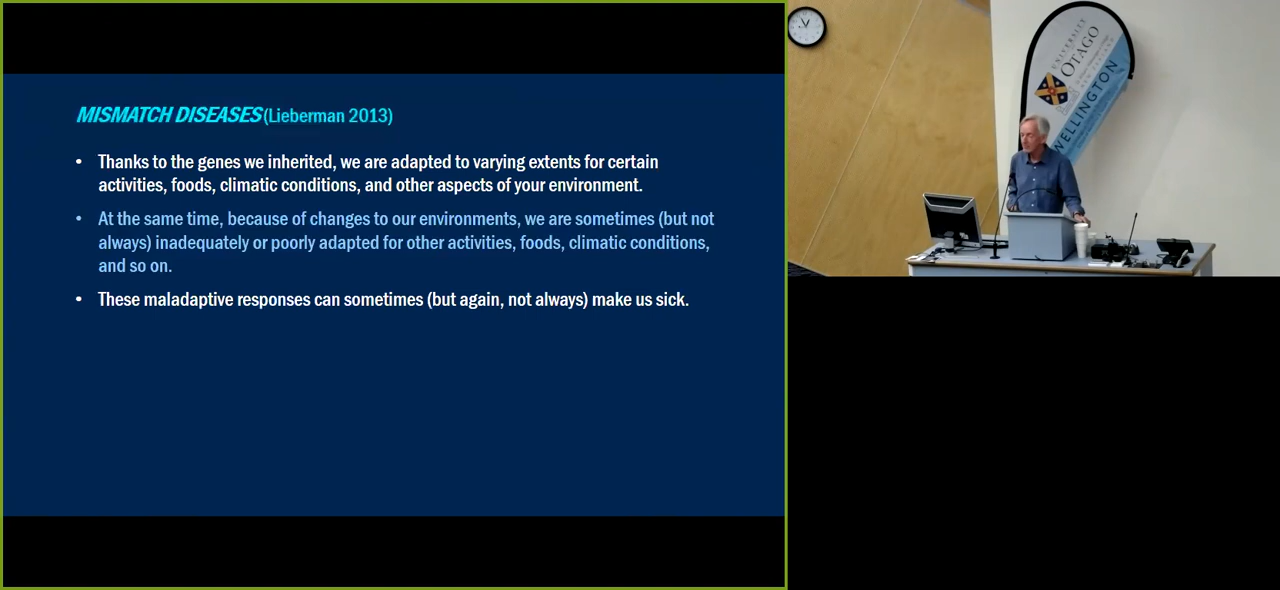 MISMATCH DISEASES (Lieberman 2013)
• Thanks to the genes we inherited, we are adapted to varying extents for certain
activities, foods, climatic conditions, and other aspects of your environment.
• At the same time, because of changes to our environments, we are sometimes (but not
always) inadequately or poorly adapted for other activities, foods, climatic conditions,
and so on.
• These maladaptive responses can sometimes (but again, not always) make us sick.
UNIVERSITY
OTAGO
WELLINGTON